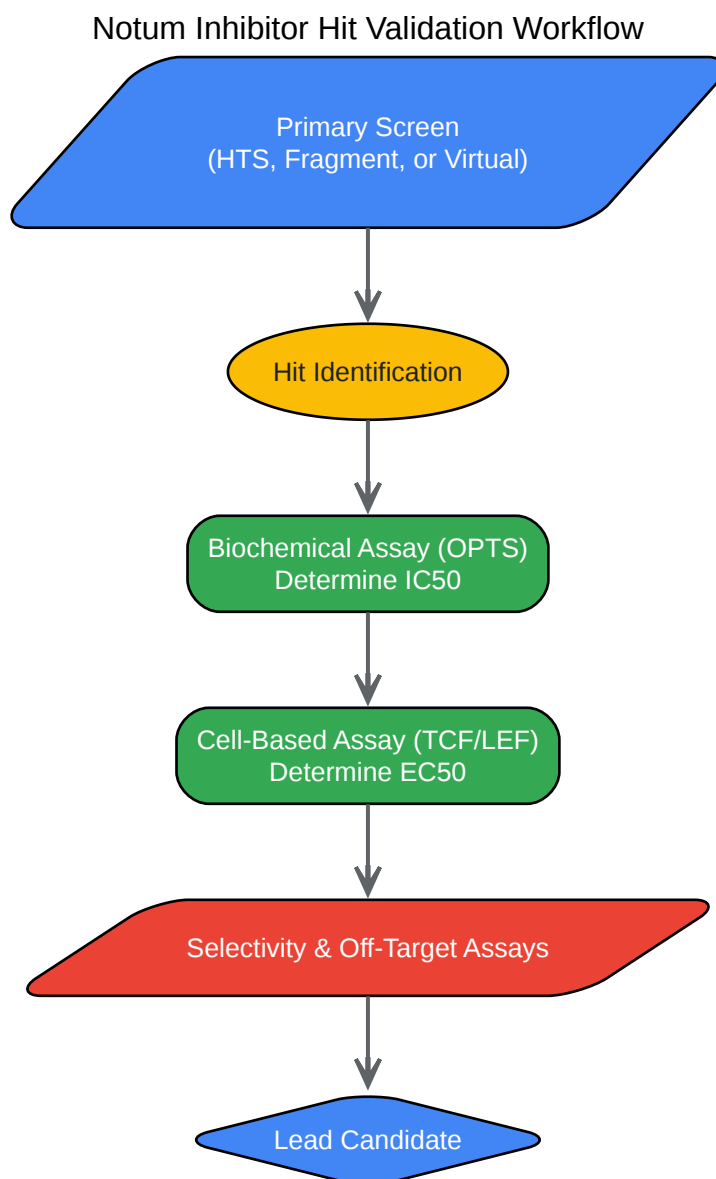 Notum Inhibitor Hit Validation Workflow
Primary Screen
(HTS, Fragment, or Virtual)
Hit Identification
Biochemical Assay (OPTS)
Determine IC50
Cell-Based Assay (TCF/LEF)
Determine EC50
Selectivity & Off-Target Assays
Lead Candidate